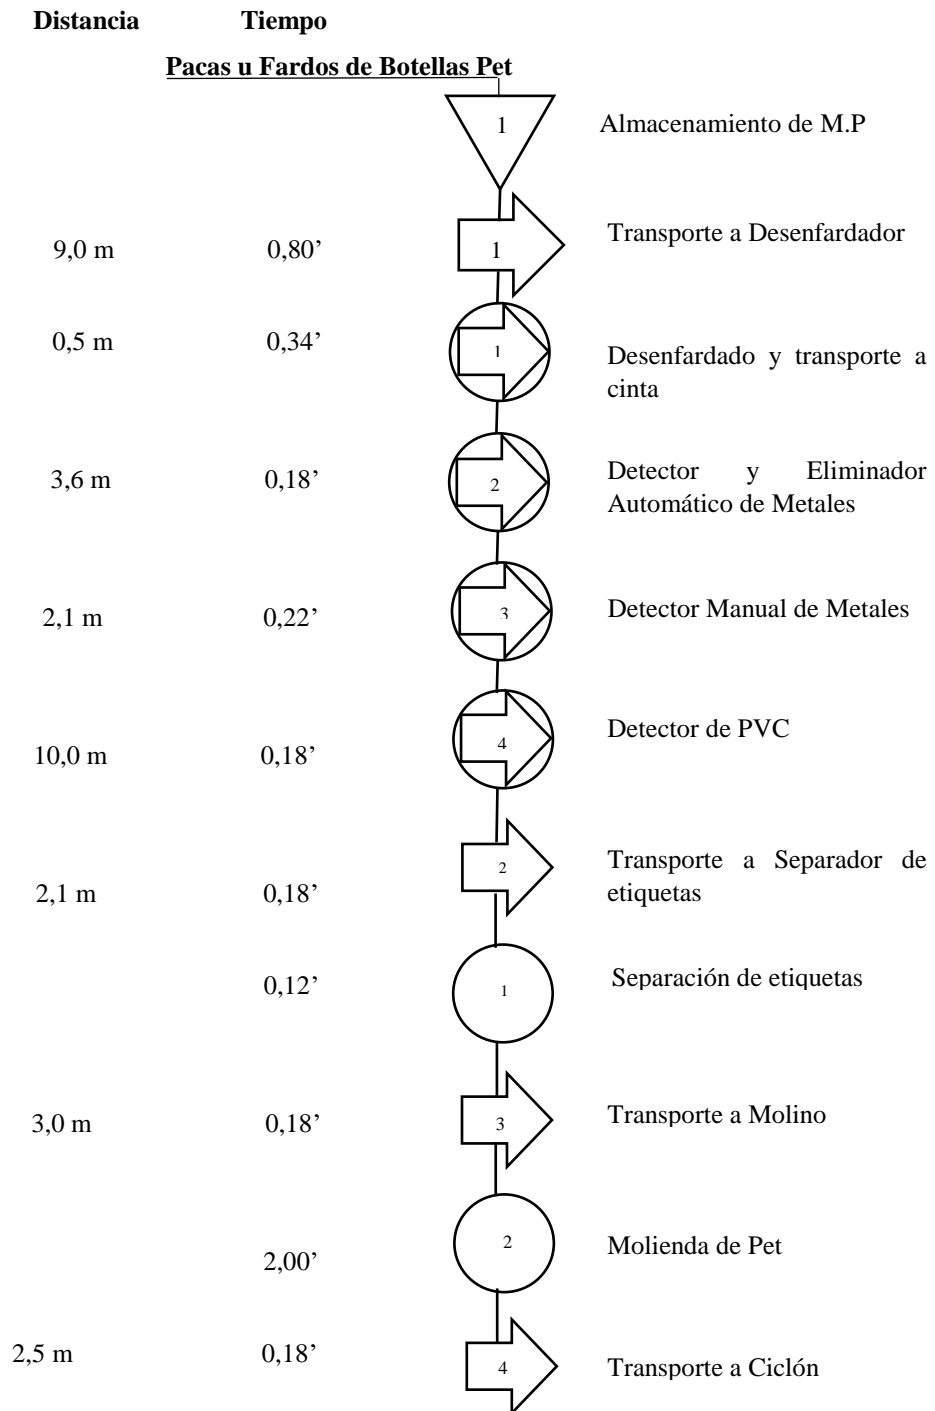 Distancia Tiempo
Pacas u Fardos de Botellas Pet
1 Almacenamiento de M.P
9,0 m 0,80’ 1 Transporte a Desenfardador
0,5 m 0,34’ 1 Desenfardado y transporte a
cinta
3,6 m 0,18’ 2 Detector y Eliminador
Automático de Metales
2,1 m 0,22’ 3 Detector Manual de Metales
10,0 m 0,18’ 4 Detector de PVC
2,1 m 0,18’ 2 Transporte a Separador de
etiquetas
0,12’ 1 Separación de etiquetas
3,0 m 0,18’ 3 Transporte a Molino
2,00’ 2 Molienda de Pet
2,5 m 0,18’ 4 Transporte a Ciclón